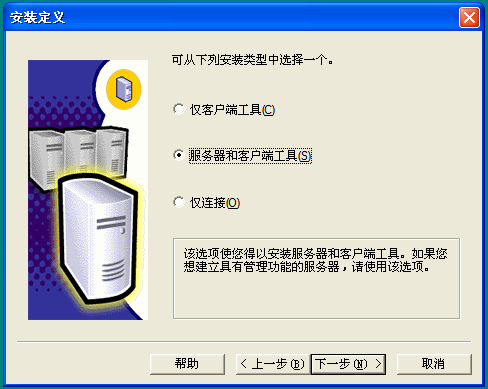 安装定义
可从下列安装类型中选择一个。
仅客户端工具(C)
服务器和客户端工具(S)
仅连接(O)
该选项使您得以安装服务器和客户端工具。如果您
想建立具有管理功能的服务器，请使用该选项。
帮助
< 上一步(B)
下一步(N) >
取消